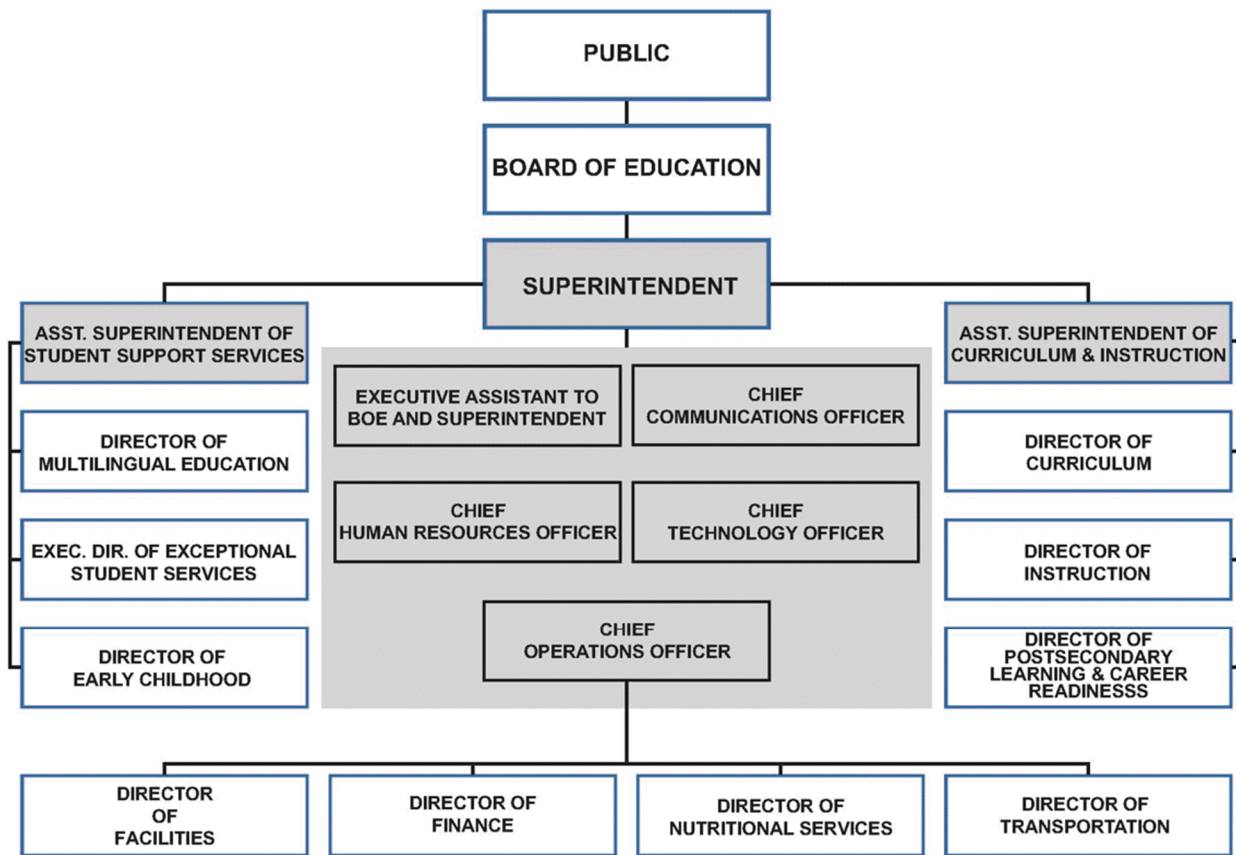 PUBLIC
BOARD OF EDUCATION
SUPERINTENDENT
ASST. SUPERINTENDENT OF
STUDENT SUPPORT SERVICES
ASST. SUPERINTENDENT OF
CURRICULUM & INSTRUCTION
EXECUTIVE ASSISTANT TO
BOE AND SUPERINTENDENT
CHIEF
COMMUNICATIONS OFFICER
DIRECTOR OF
MULTILINGUAL EDUCATION
DIRECTOR OF
CURRICULUM
CHIEF
HUMAN RESOURCES OFFICER
CHIEF
TECHNOLOGY OFFICER
EXEC. DIR. OF EXCEPTIONAL
STUDENT SERVICES
DIRECTOR OF
INSTRUCTION
CHIEF
OPERATIONS OFFICER
DIRECTOR OF
EARLY CHILDHOOD
DIRECTOR OF
POSTSECONDARY
LEARNING & CAREER
READINESSS
DIRECTOR
OF
FACILITIES
DIRECTOR OF
FINANCE
DIRECTOR OF
NUTRITIONAL SERVICES
DIRECTOR OF
TRANSPORTATION